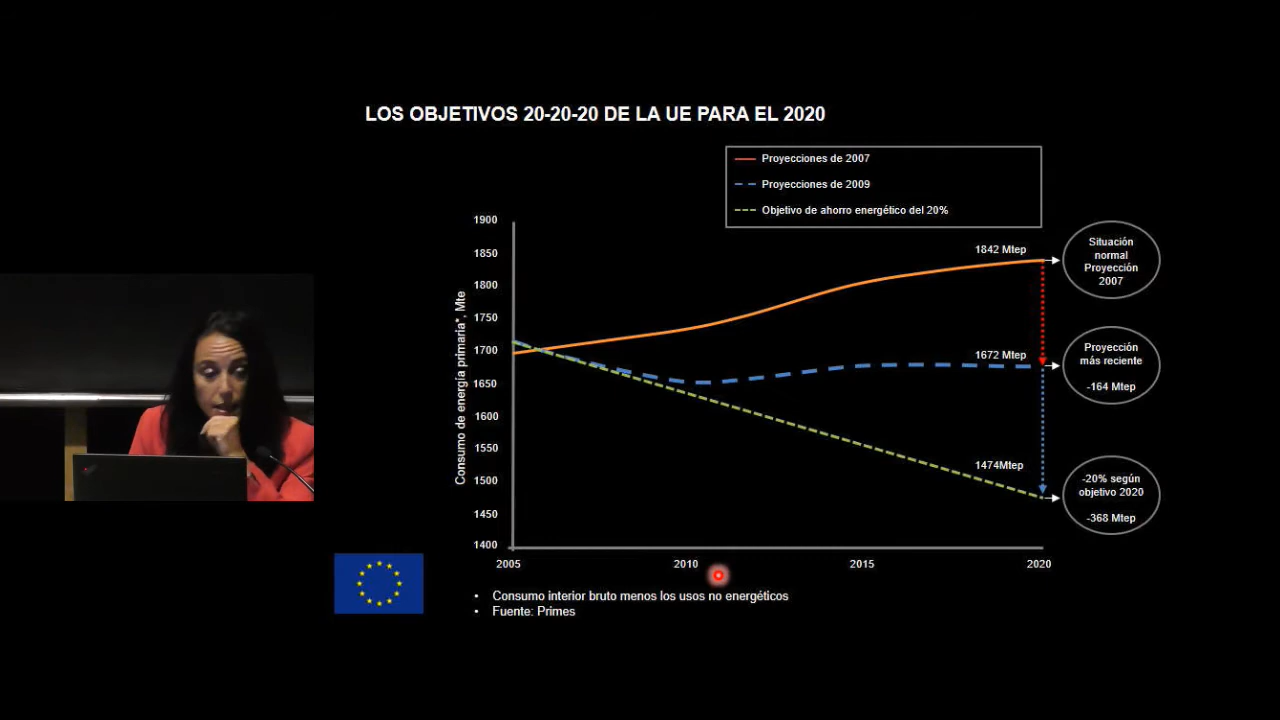 LOS OBJETIVOS 20-20-20 DE LA UE PARA EL 2020
Proyecciones de 2007
Proyecciones de 2009
Objetivo de ahorro energético del 20%
Consumo de energía primaria*, Mte
1900
1850
1800
1750
1700
1650
1600
1550
1500
1450
1400
2005
2010
2015
2020
1842 Mtep
1672 Mtep
1474Mtep
Situación
normal
Proyección
2007
Proyección
más reciente
-164 Mtep
-20% según
objetivo 2020
-368 Mtep
• Consumo interior bruto menos los usos no energéticos
• Fuente: Primes